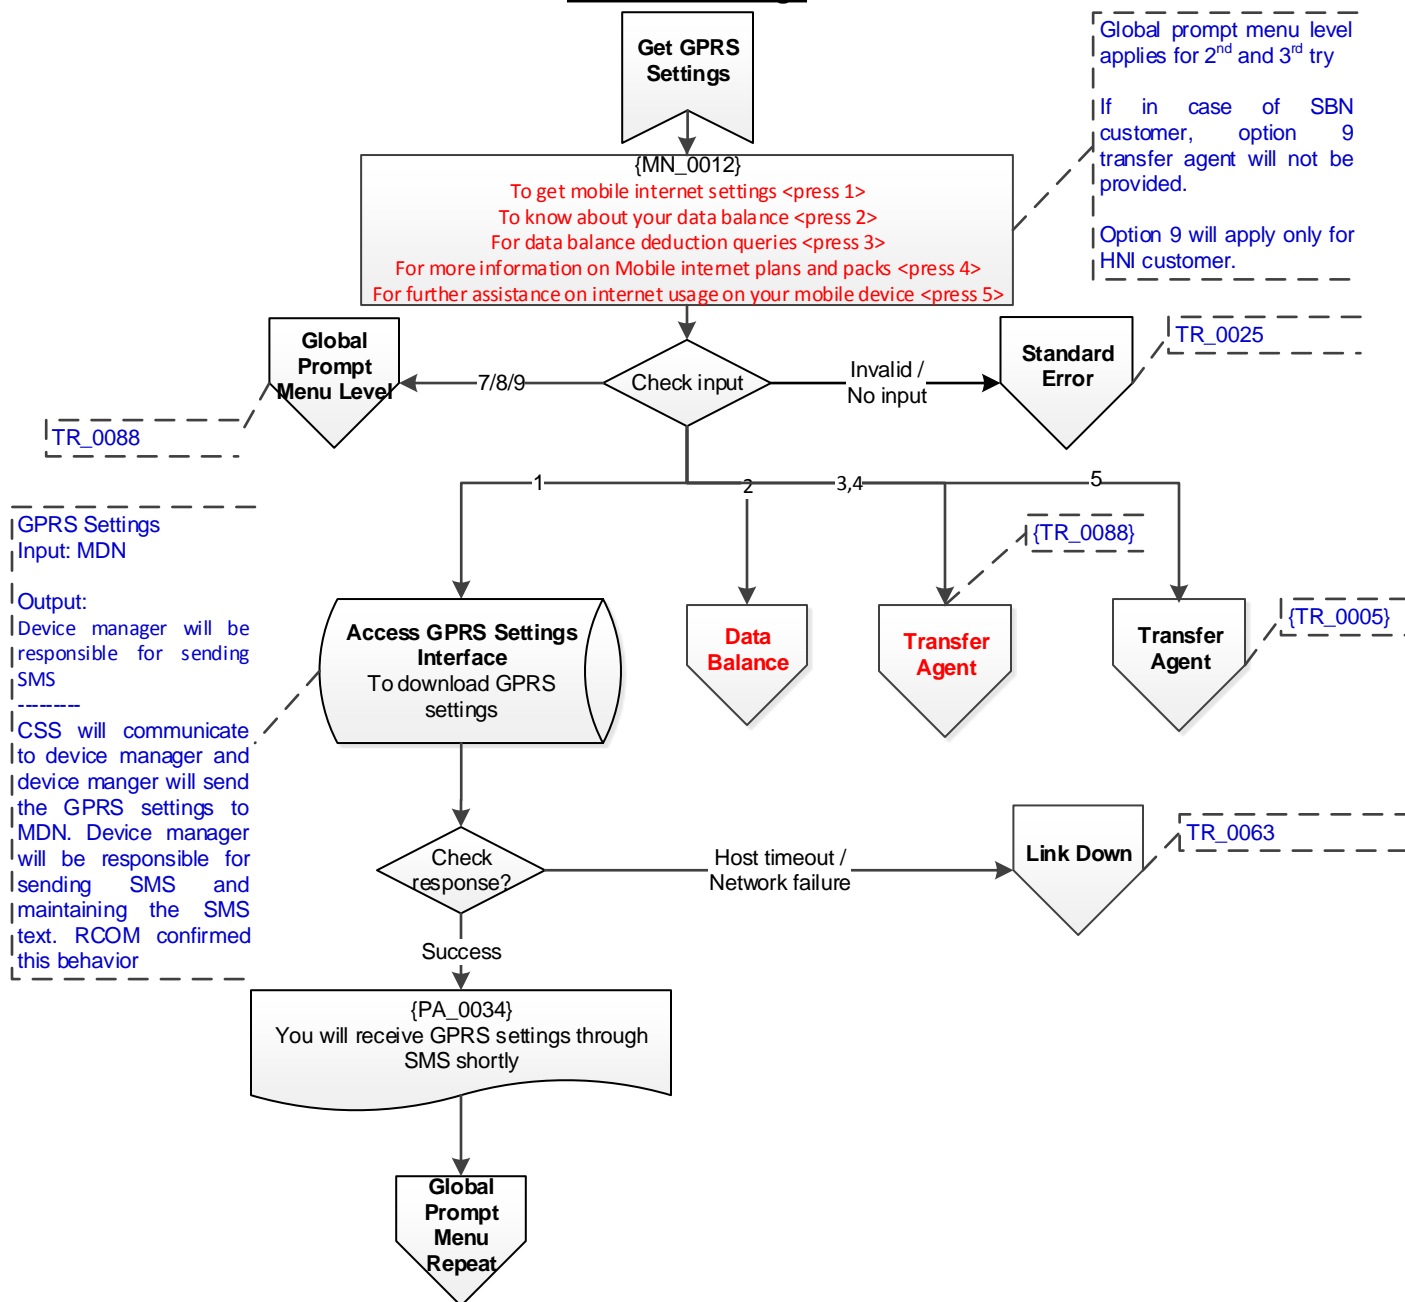 Get GPRS
Settings
Global prompt menu level
applies for 2nd and 3rd try
If in case of SBN
customer, option 9
transfer agent will not be
provided.
Option 9 will apply only for
HNI customer.
{MN_0012}
To get mobile internet settings <press 1>
To know about your data balance <press 2>
For data balance deduction queries <press 3>
For more information on Mobile internet plans and packs <press 4>
For further assistance on internet usage on your mobile device <press 5>
Global
Prompt
Menu Level
7/8/9
Check input
Invalid /
No input
Standard
Error
TR_0025
TR_0088
1
2
3,4
5
GPRS Settings
Input: MDN
Output:
Device manager will be
responsible for sending
SMS
---------
CSS will communicate
to device manager and
device manger will send
the GPRS settings to
MDN. Device manager
will be responsible for
sending SMS and
maintaining the SMS
text. RCOM confirmed
this behavior
{TR_0088}
{TR_0005}
Access GPRS Settings
Interface
To download GPRS
settings
Data
Balance
Transfer
Agent
Transfer
Agent
Check
response?
Host timeout /
Network failure
Link Down
TR_0063
Success
{PA_0034}
You will receive GPRS settings through
SMS shortly
Global
Prompt
Menu
Repeat